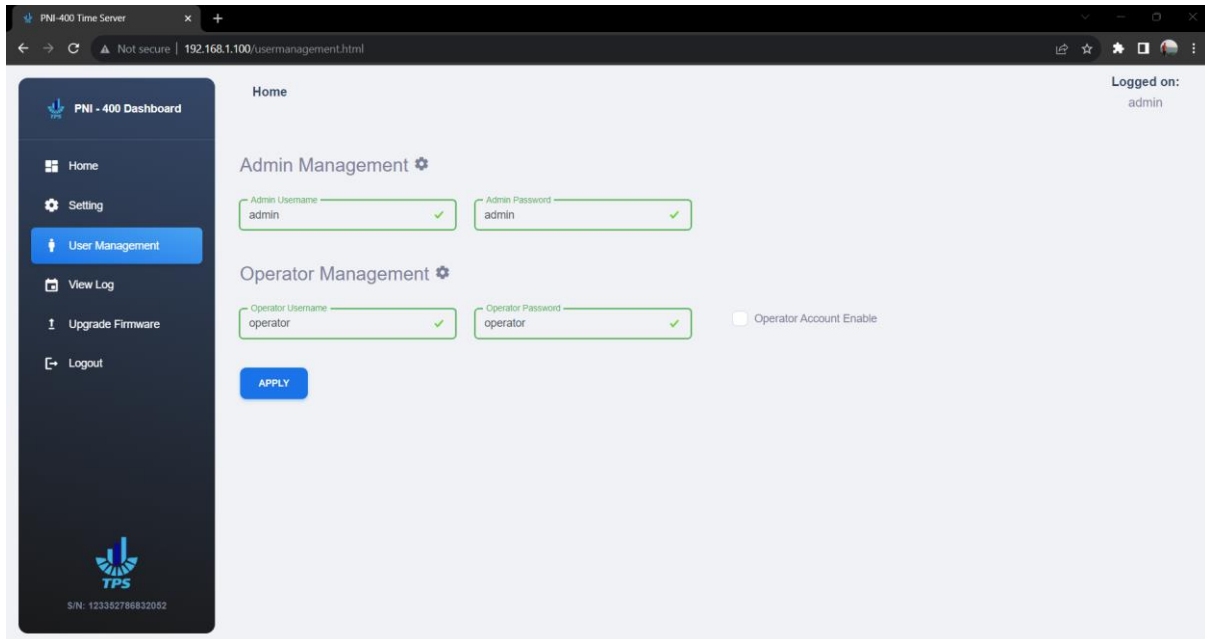 PNI-400 Time Server
Not secure | 192.168.1.100/usermanagement.html
PNI - 400 Dashboard
Home
Setting
User Management
View Log
Upgrade Firmware
Logout
TPS
S/N: 123352786832052
Home
Logged on:
admin
Admin Management
Admin Username
admin
Admin Password
admin
Operator Management
Operator Username
operator
Operator Password
operator
Operator Account Enable
APPLY